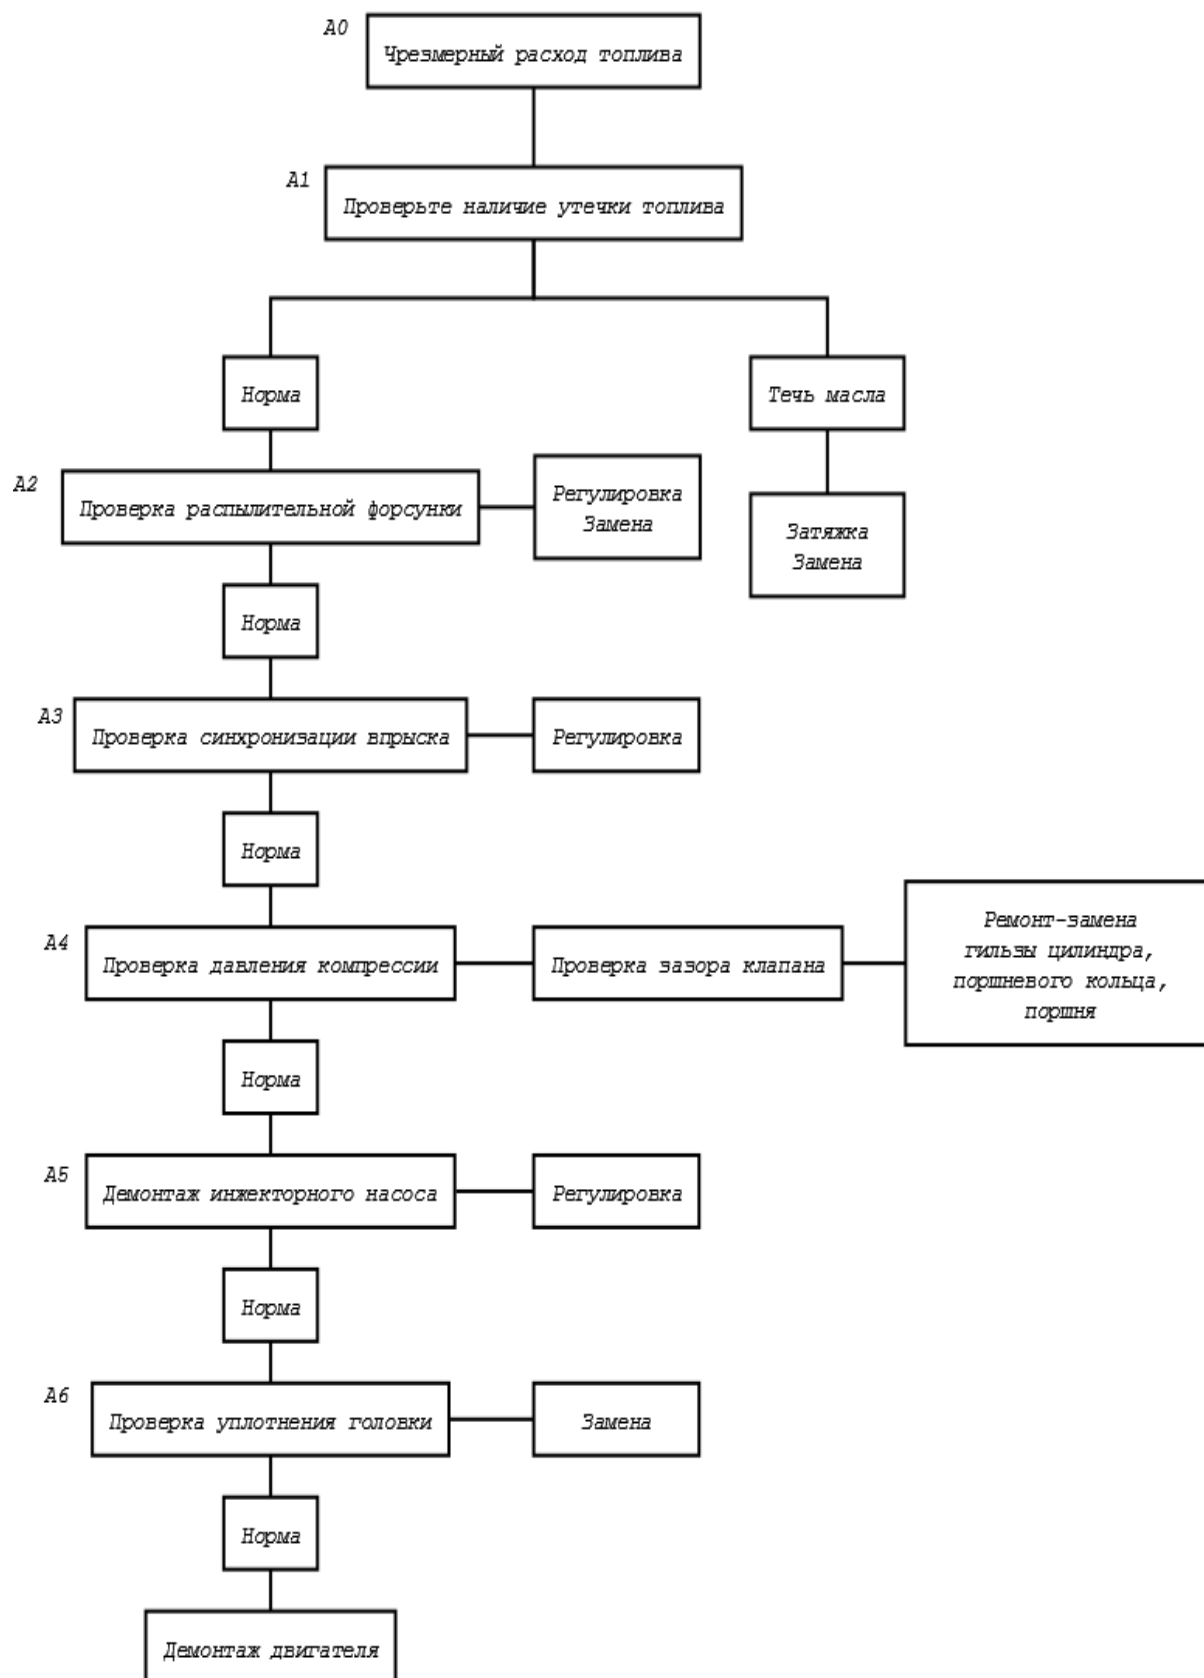 A0
Чрезмерный расход топлива
A1
Проверьте наличие утечки топлива
Норма
Течь масла
A2
Проверка распылительной форсунки
Регулировка
Замена
Затяжка
Замена
Норма
A3
Проверка синхронизации впрыска
Регулировка
Норма
A4
Проверка давления компрессии
Проверка зазора клапана
Ремонт-замена
гильзы цилиндра,
поршневого кольца,
поршня
Норма
A5
Демонтаж инжекторного насоса
Регулировка
Норма
A6
Проверка уплотнения головки
Замена
Норма
Демонтаж двигателя